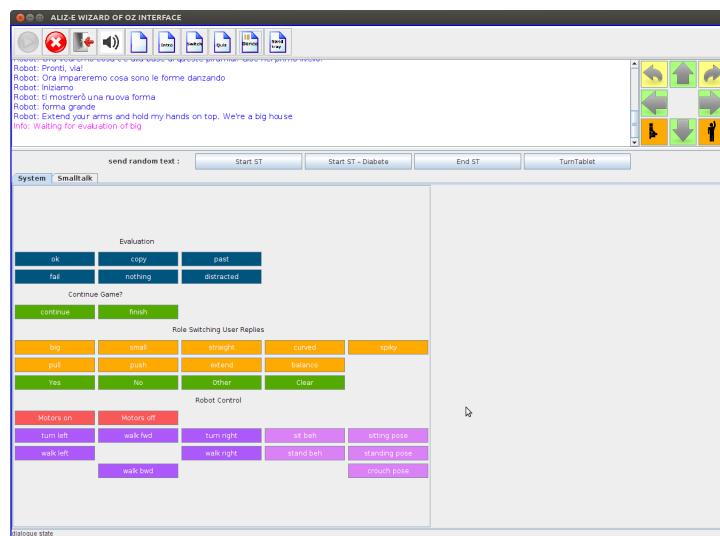 ALIZ-E WIZARD OF OZ INTERFACE
Intro Switch Quiz Dance Send tray
Robot: Pronti, via!
Robot: Ora impareremo cosa sono le forme danzando
Robot: Iniziamo
Robot: ti mostrerò una nuova forma
Robot: forma grande
Robot: Extend your arms and hold my hands on top. We're a big house
Info: Waiting for evaluation of big
send random text : Start ST Start ST - Diabete End ST TurnTablet
System Smalltalk
Evaluation
ok copy past
fail nothing distracted
Continue Game?
continue finish
Role Switching User Replies
big small straight curved spiky
pull push extend balance
Yes No Other Clear
Robot Control
Motors on Motors off
turn left walk fwd turn right sit beh sitting pose
walk left walk right stand beh standing pose
walk bwd crouch pose
dialogue state